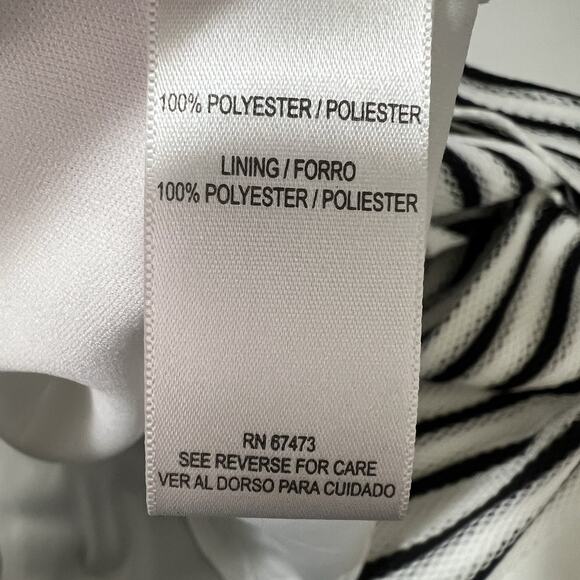 100% POLYESTER / POLIESTER
LINING / FORRO
100% POLYESTER / POLIESTER
RN 67473
SEE REVERSE FOR CARE
VER AL DORSO PARA CUIDADO